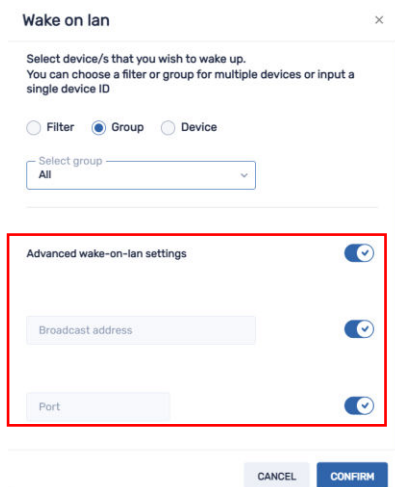 Wake on lan
Select device/s that you wish to wake up.
You can choose a filter or group for multiple devices or input a
single device ID
Filter Group Device
Select group
All
Advanced wake-on-lan settings
Broadcast address
Port
CANCEL CONFIRM